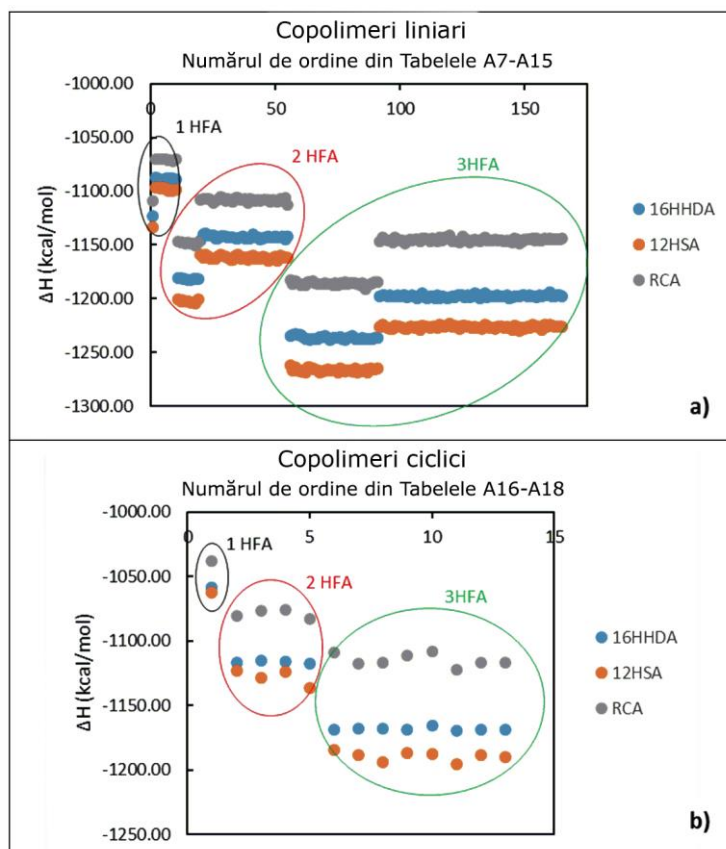 Copolimeri liniari
Numărul de ordine din Tabelele A7-A15
-1000.00
0 50 100 150
-1050.00
-1100.00
-1150.00
-1200.00
-1250.00
-1300.00
ΔH (kcal/mol)
1 HFA
2 HFA
3HFA
16HHDA
12HSA
RCA
a)
Copolimeri ciclici
Numărul de ordine din Tabelele A16-A18
-1000.00
0 5 10 15
-1050.00
-1100.00
-1150.00
-1200.00
-1250.00
ΔH (kcal/mol)
1 HFA
2 HFA
3HFA
16HHDA
12HSA
RCA
b)